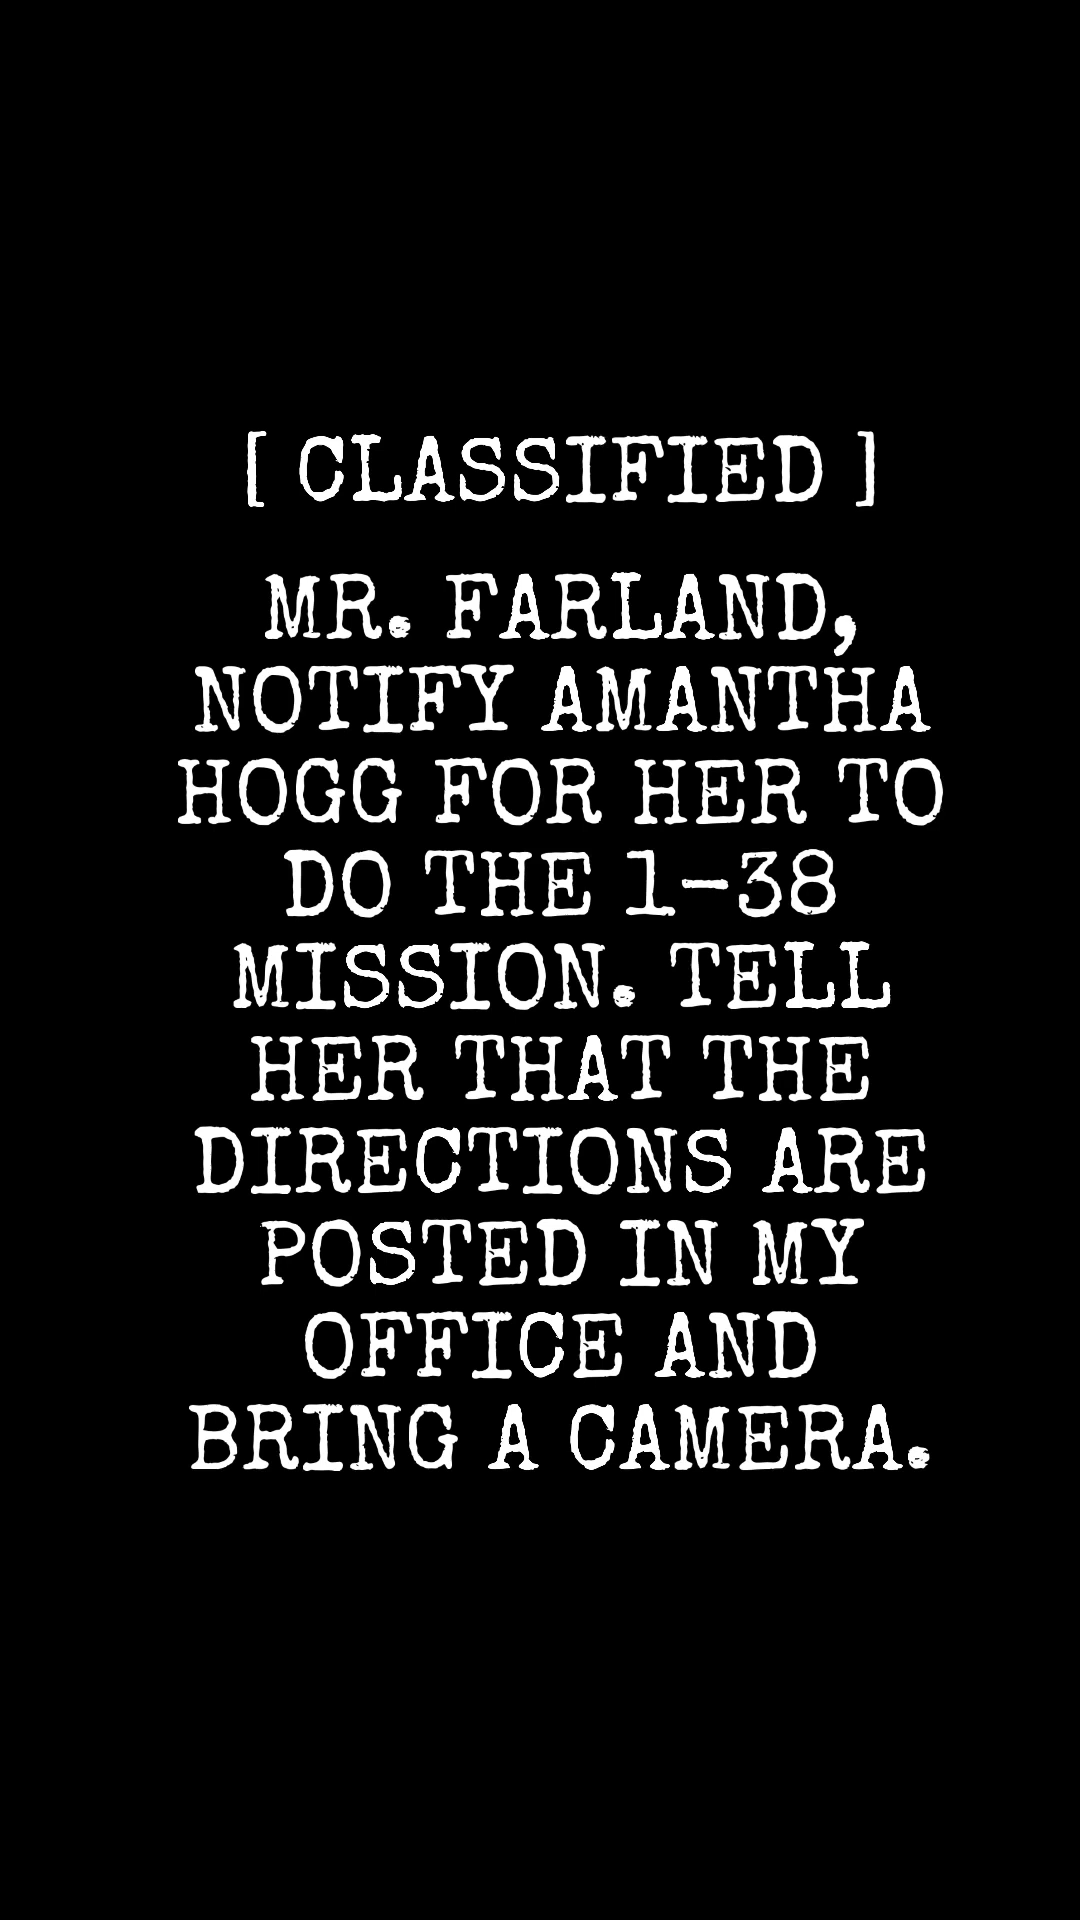 [ CLASSIFIED ]
MR. FARLAND,
NOTIFY AMANTHA
HOGG FOR HER TO
DO THE 1-38
MISSION. TELL
HER THAT THE
DIRECTIONS ARE
POSTED IN MY
OFFICE AND
BRING A CAMERA.